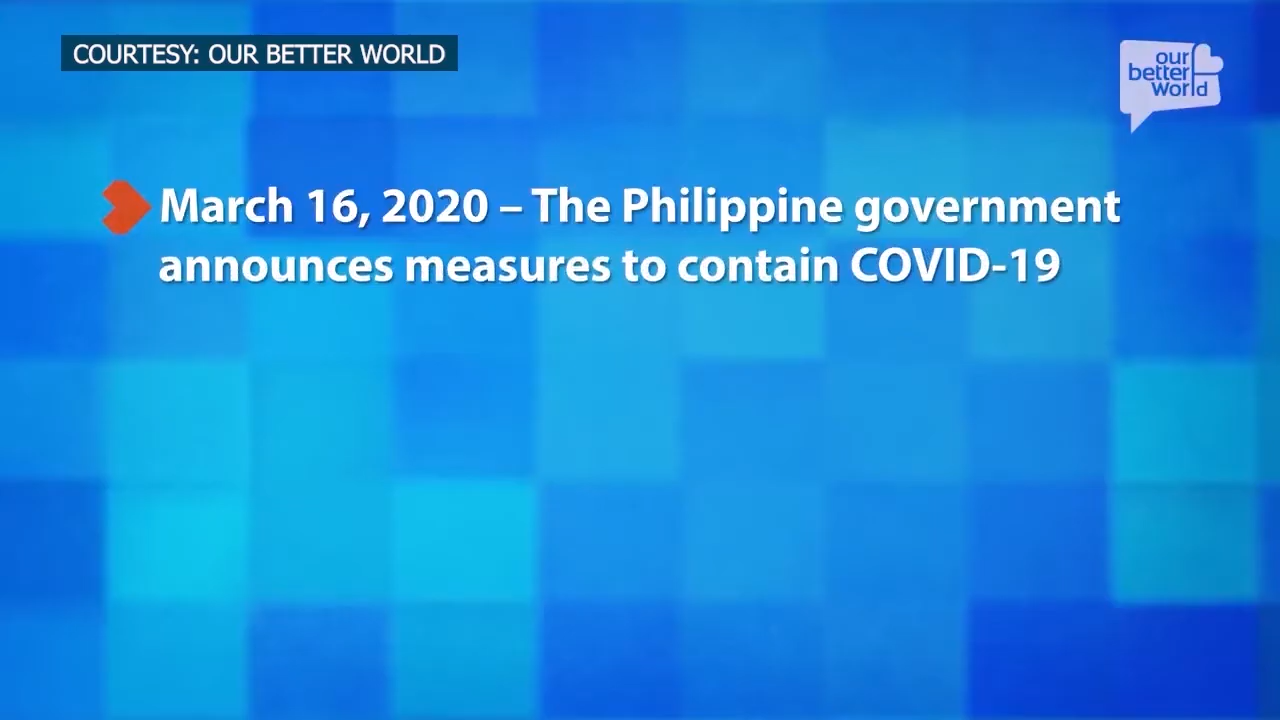 COURTESY: OUR BETTER WORLD
our
better
world
March 16, 2020 – The Philippine government
announces measures to contain COVID-19